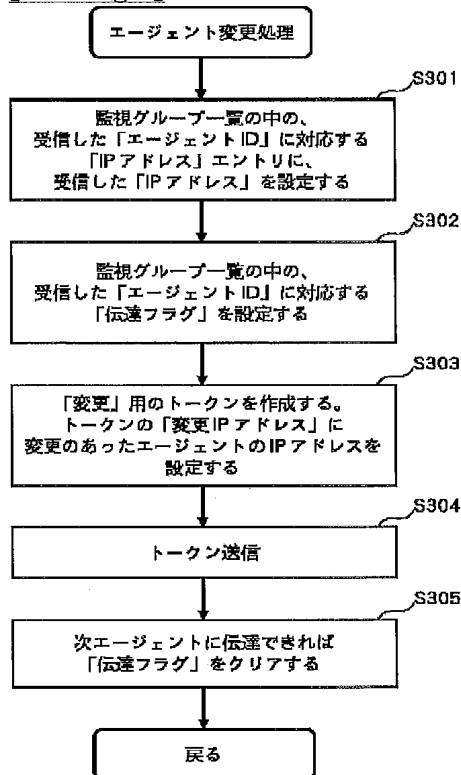 エージェント変更処理
S301
監視グループ一覧の中の、
受信した「エージェントID」に対応する
「IPアドレス」エントリに、
受信した「IPアドレス」を設定する
S302
監視グループ一覧の中の、
受信した「エージェントID」に対応する
「伝達フラグ」を設定する
S303
「変更」用のトークンを作成する。
トークンの「変更IPアドレス」に
変更のあったエージェントのIPアドレスを
設定する
S304
トークン送信
S305
次エージェントに伝達できれば
「伝達フラグ」をクリアする
戻る